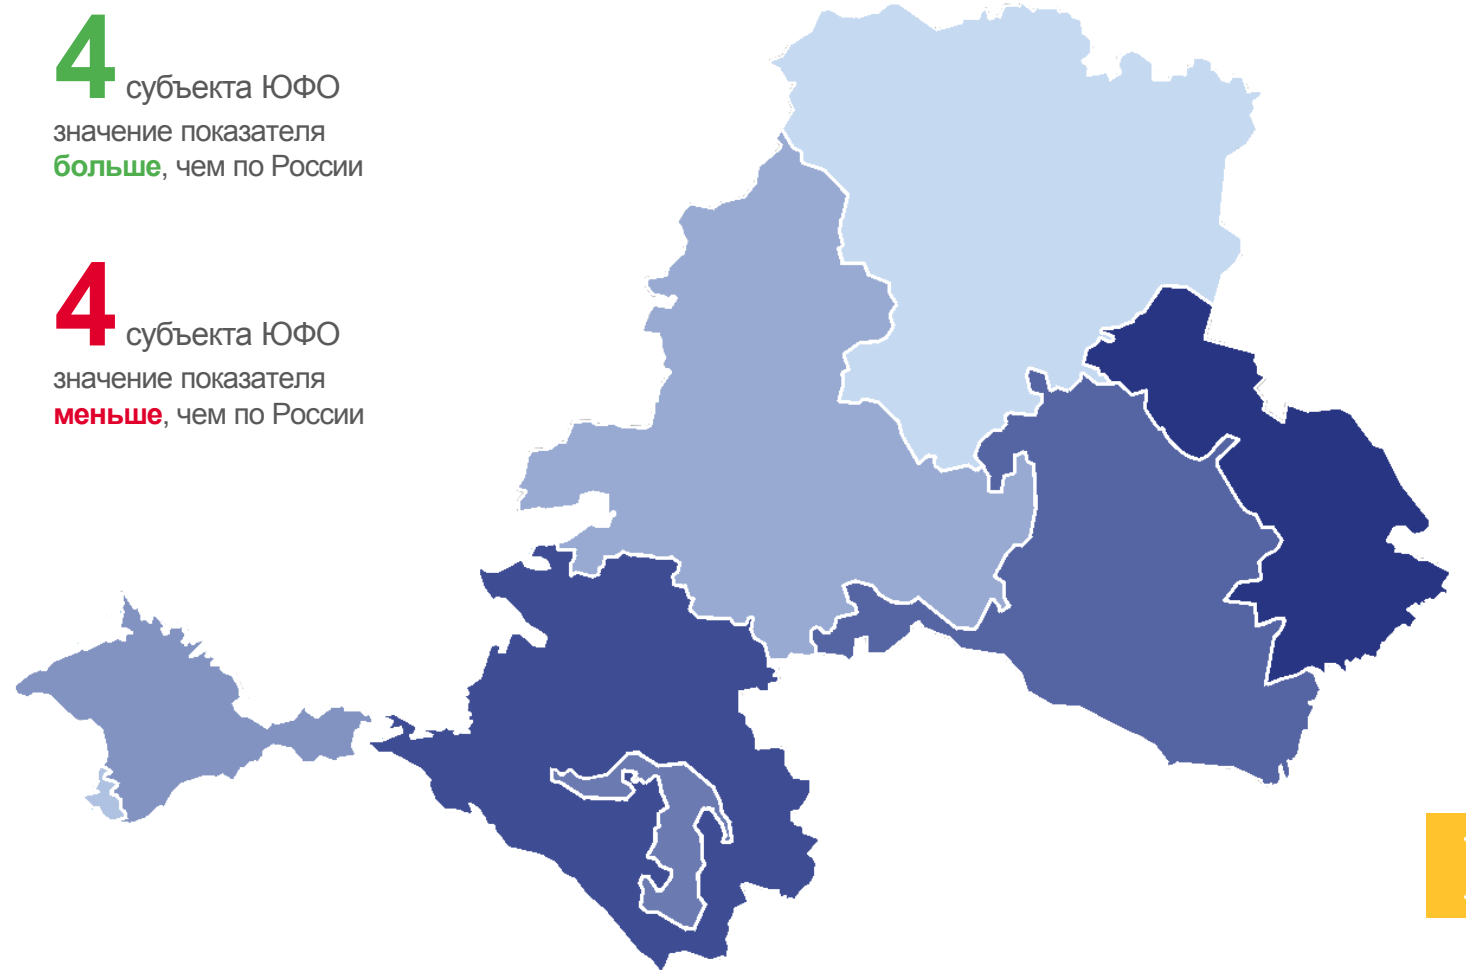 4 субъекта ЮФО
значение показателя
больше, чем по России
4 субъекта ЮФО
значение показателя
меньше, чем по России